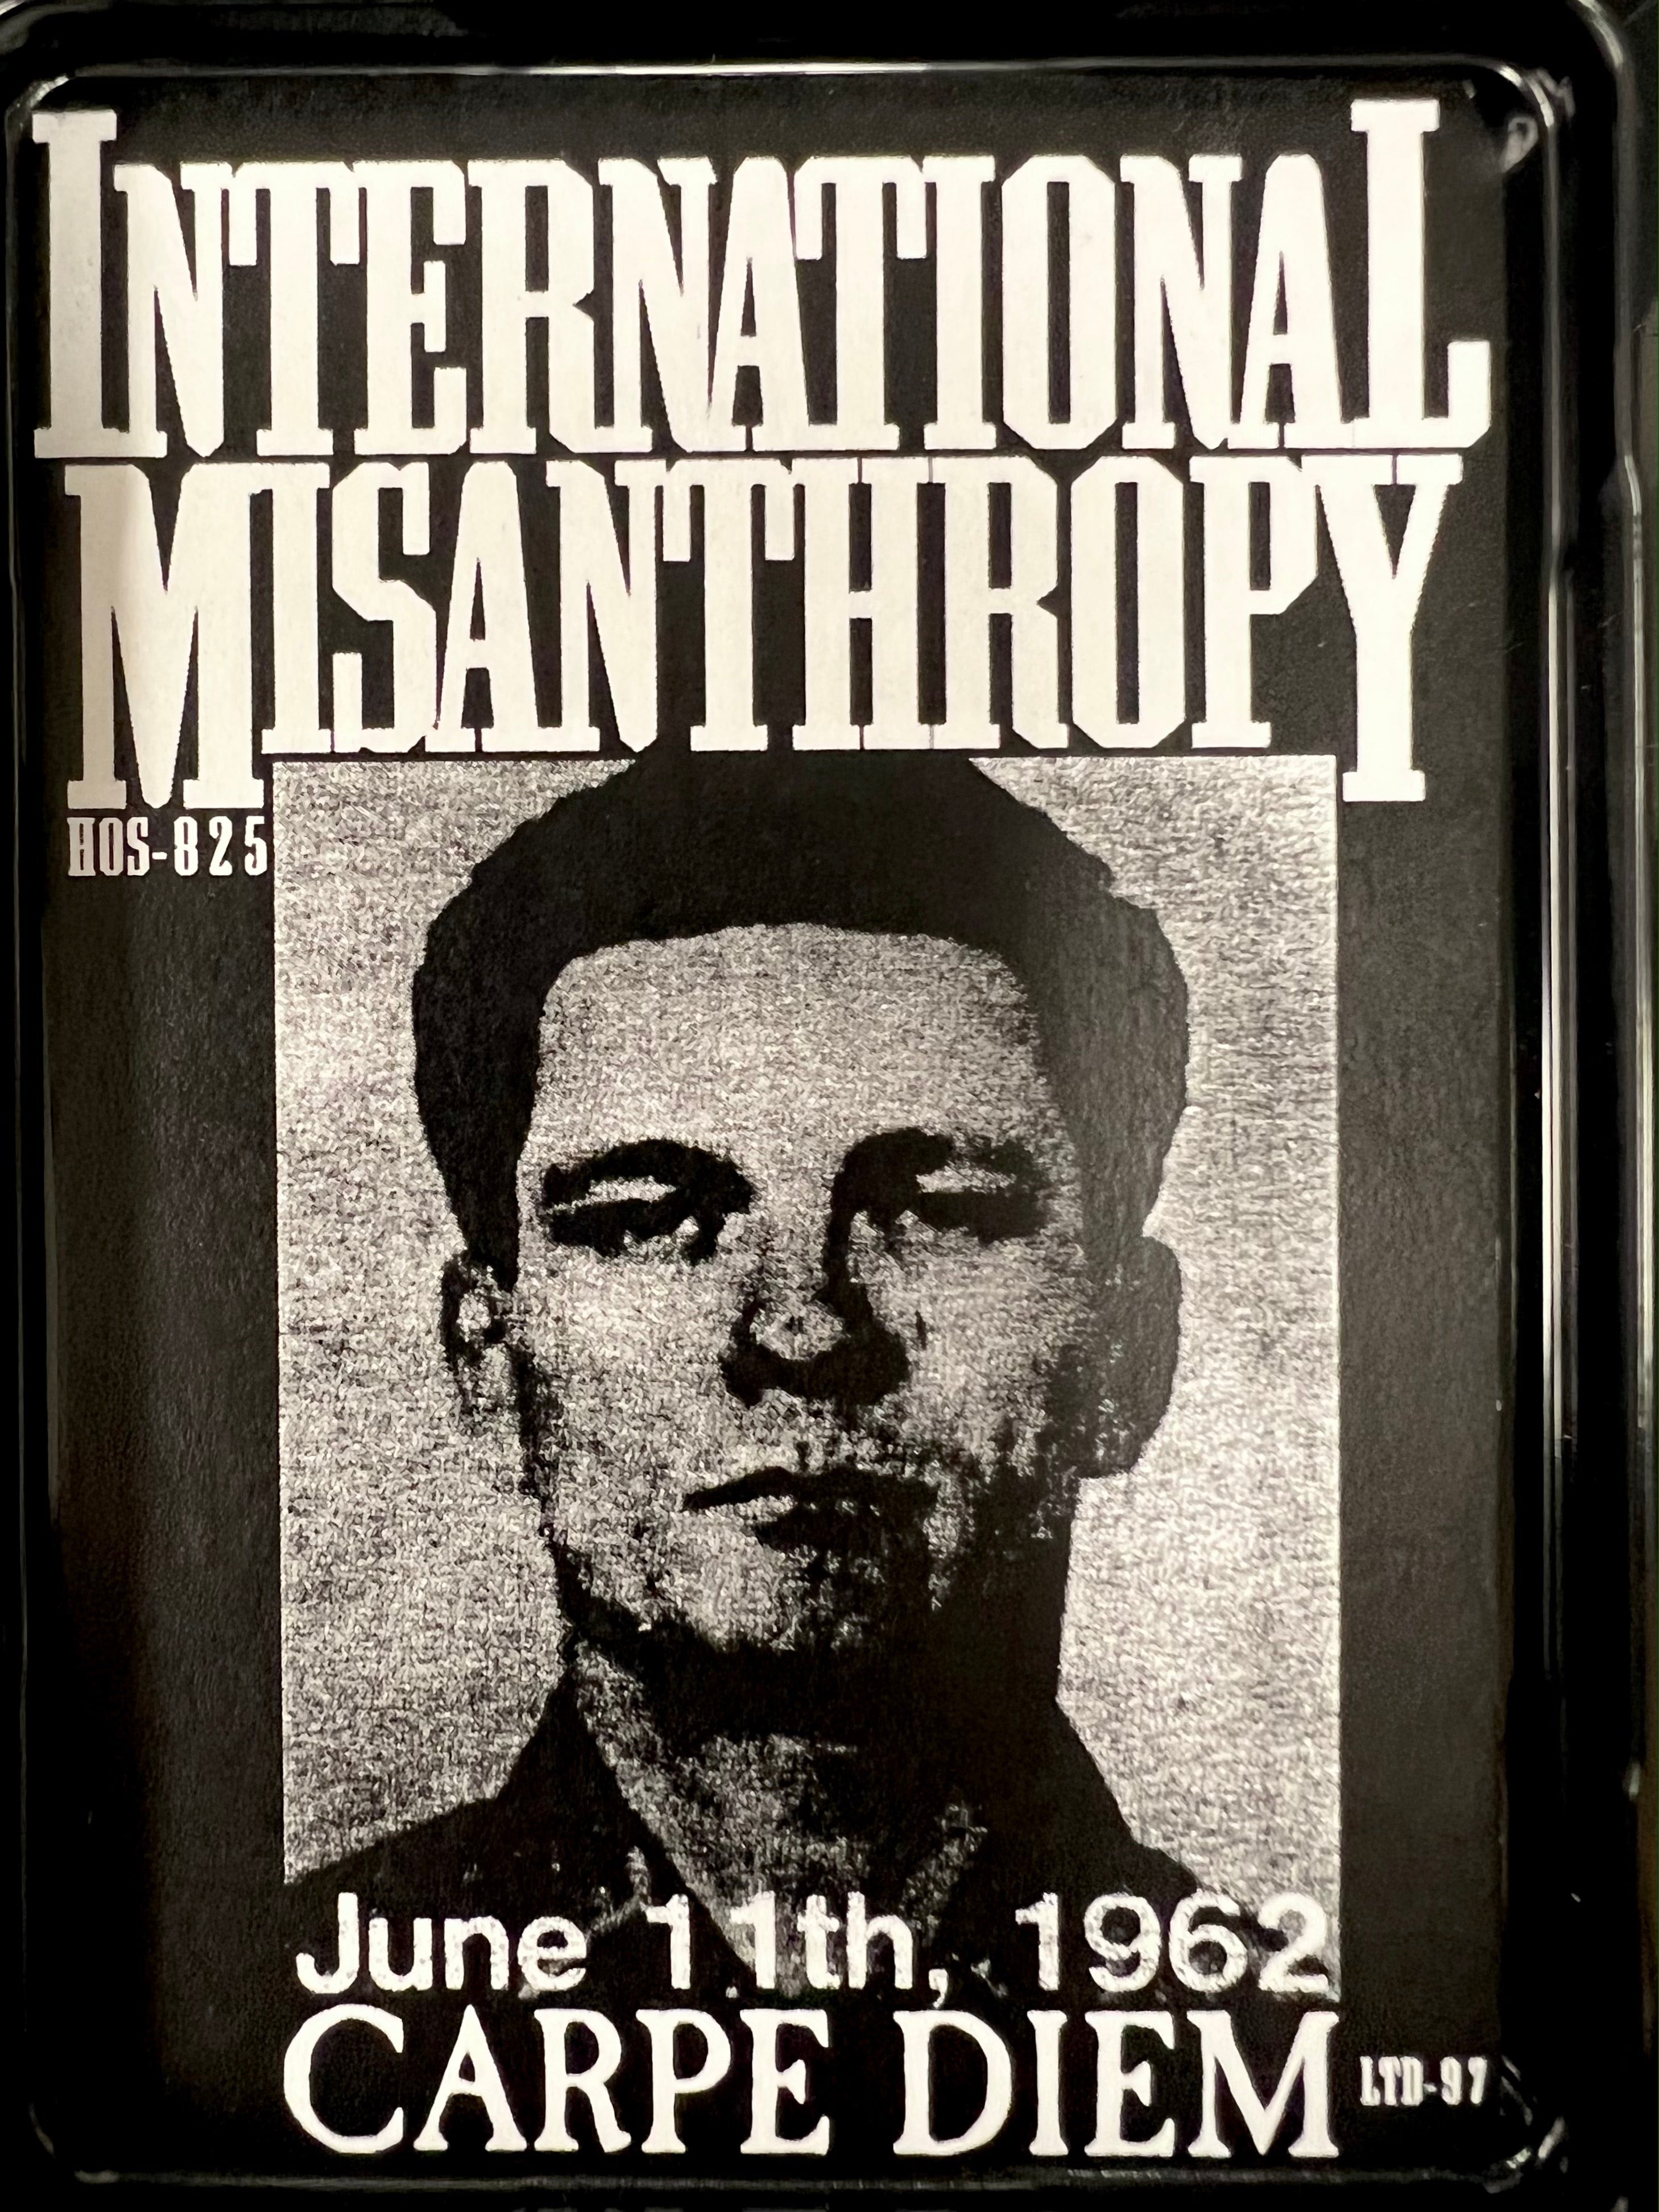 INTERNATIONAL
MISANTHROPY
HOS-825
June 11th, 1962
CARPE DIEM
LTD-97